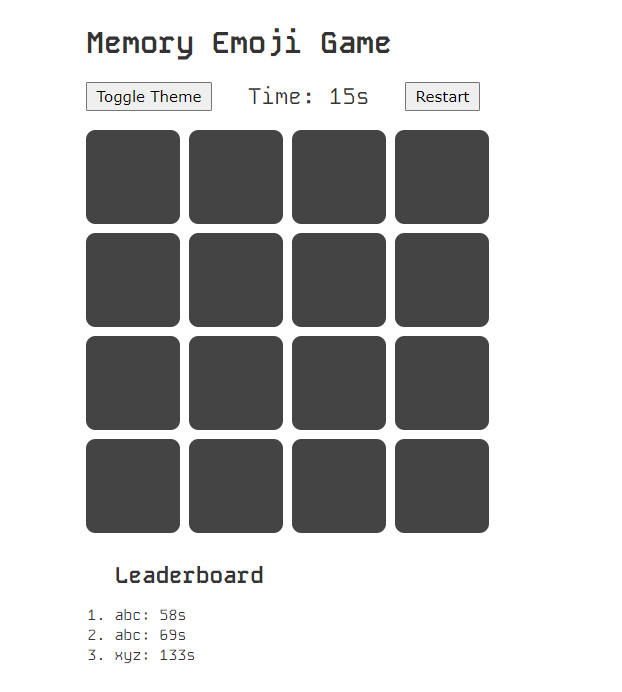 Memory Emoji Game
Toggle Theme Time: 15s Restart
Leaderboard
1. abc: 58s
2. abc: 69s
3. xyz: 133s